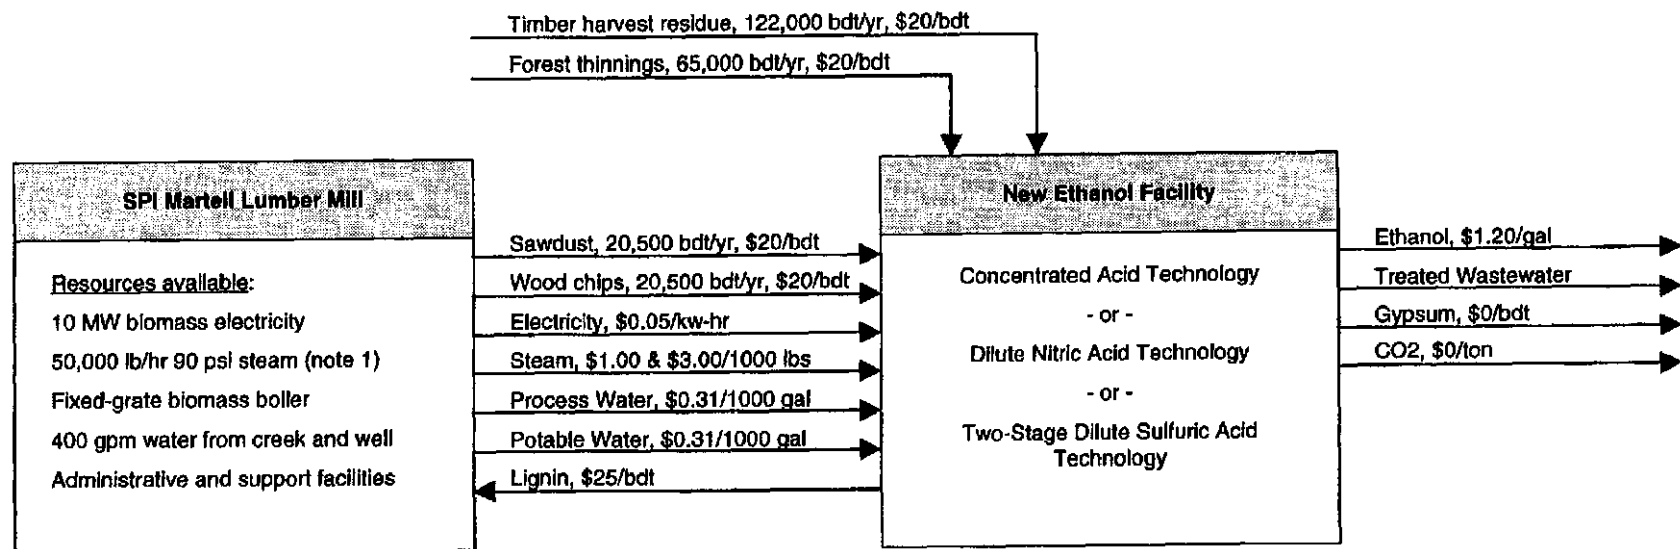 Timber harvest residue, 122,000 bdt/yr, $20/bdt
Forest thinnings, 65,000 bdt/yr, $20/bdt
SPI Martell Lumber Mill
Resources available:
10 MW biomass electricity
50,000 lb/hr 90 psi steam (note 1)
Fixed-grate biomass boiler
400 gpm water from creek and well
Administrative and support facilities
Sawdust, 20,500 bdt/yr, $20/bdt
Wood chips, 20,500 bdt/yr, $20/bdt
Electricity, $0.05/kw-hr
Steam, $1.00 & $3.00/1000 lbs
Process Water, $0.31/1000 gal
Potable Water, $0.31/1000 gal
Lignin, $25/bdt
New Ethanol Facility
Concentrated Acid Technology
- or -
Dilute Nitric Acid Technology
- or -
Two-Stage Dilute Sulfuric Acid
Technology
Ethanol, $1.20/gal
Treated Wastewater
Gypsum, $0/bdt
CO2, $0/ton